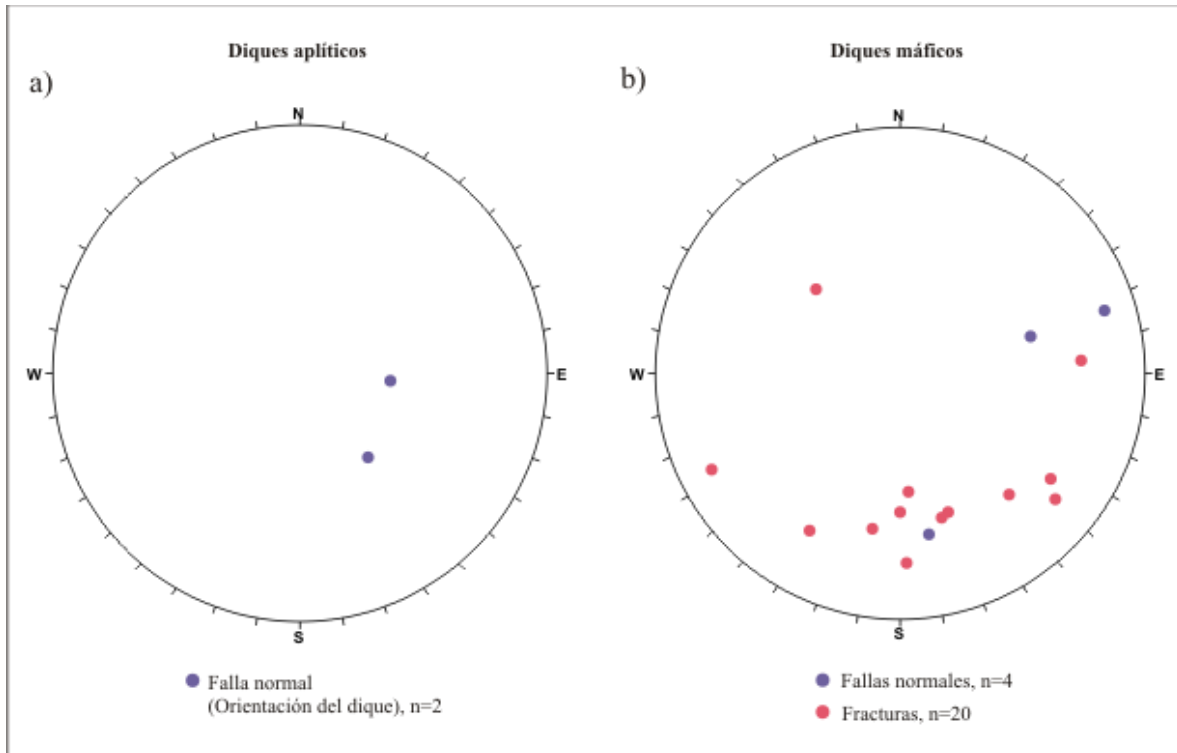 Diques aplíticos
a)
N
W
E
S
Falla normal
(Orientación del dique), n=2
Diques máficos
b)
N
W
E
S
Fallas normales, n=4
Fracturas, n=20